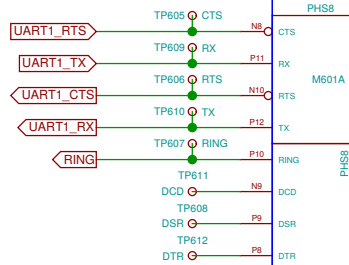 PHS8
TP605 CTS
UART1_RTS N8 CTS
TP609 RX
UART1_TX P11 RX
TP606 RTS M601A
UART1_CTS N10 RTS
TP610 TX
UART1_RX P12 TX
TP607 RING
RING P10 RING
PHS8
TP611
DCD N9 DCD
TP608
DSR P9 DSR
TP612
DTR P8 DTR